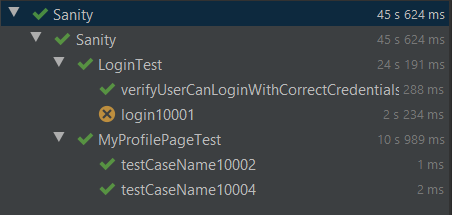 Sanity 45 s 624 ms
Sanity 45 s 624 ms
LoginTest 24 s 191 ms
verifyUserCanLoginWithCorrectCredentials 288 ms
login10001 2 s 234 ms
MyProfilePageTest 10 s 989 ms
testCaseName10002 1 ms
testCaseName10004 2 ms